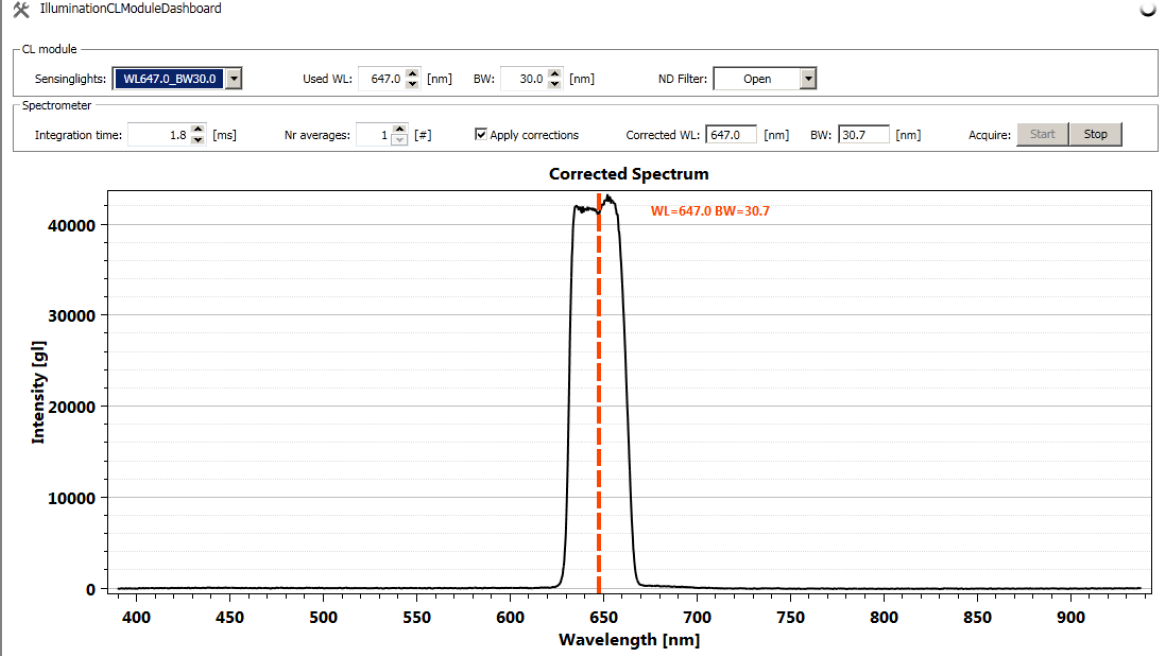 IlluminationCLModuleDashboard
CL module
Sensinglights: WL647.0_BW30.0 Used WL: 647.0 [nm] BW: 30.0 [nm] ND Filter: Open
Spectrometer
Integration time: 1.8 [ms] Nr averages: 1 [#] Apply corrections Corrected WL: 647.0 [nm] BW: 30.7 [nm] Acquire: Start Stop
Corrected Spectrum
WL=647.0 BW=30.7
40000
30000
20000
10000
0
Intensity [gl]
400 450 500 550 600 650 700 750 800 850 900
Wavelength [nm]